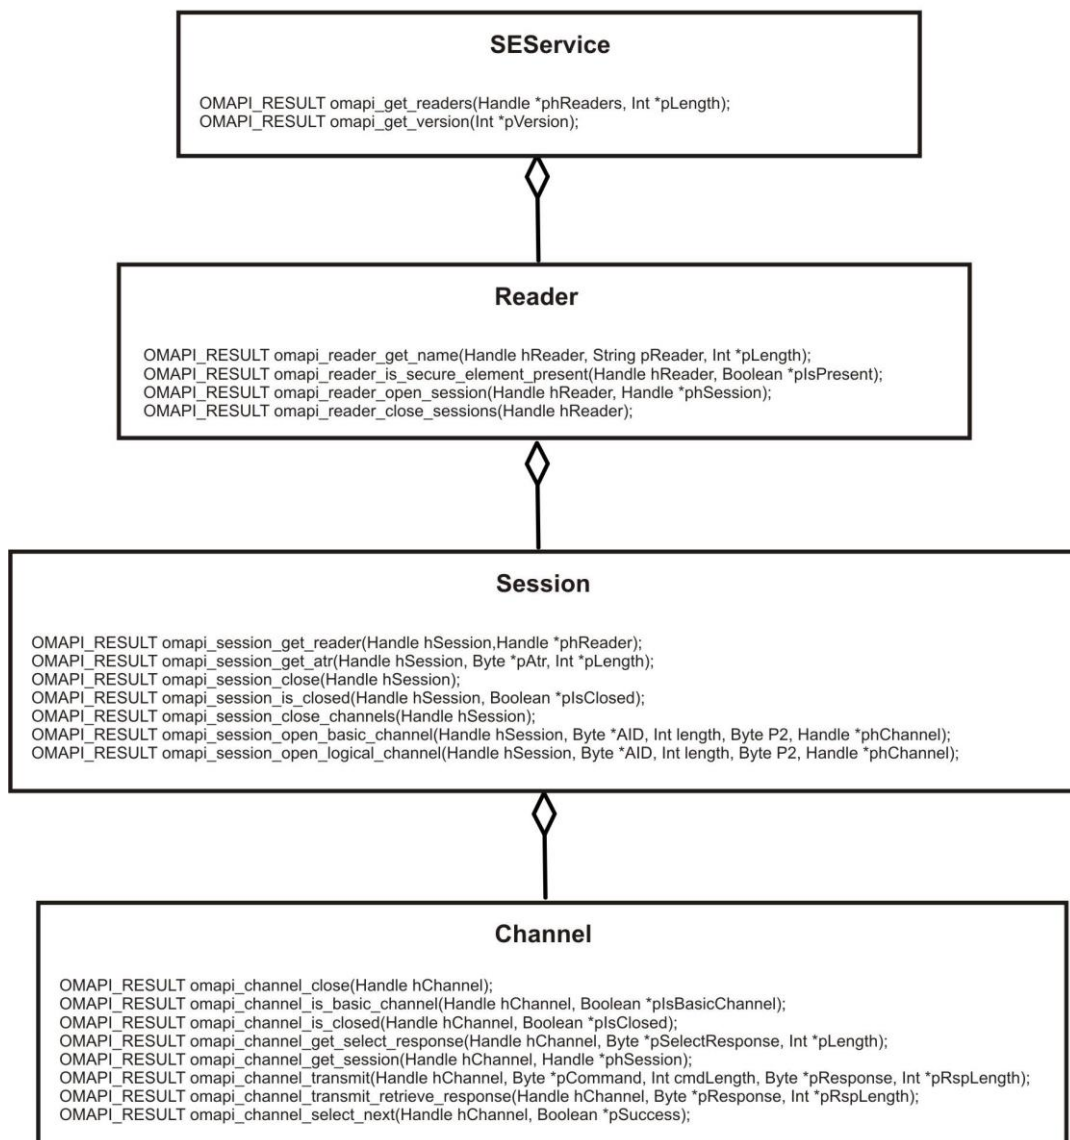 SEService
OMAPI_RESULT omapi_get_readers(Handle *phReaders, Int *pLength);
OMAPI_RESULT omapi_get_version(Int *pVersion);
Reader
OMAPI_RESULT omapi_reader_get_name(Handle hReader, String pReader, Int *pLength);
OMAPI_RESULT omapi_reader_is_secure_element_present(Handle hReader, Boolean *pIsPresent);
OMAPI_RESULT omapi_reader_open_session(Handle hReader, Handle *phSession);
OMAPI_RESULT omapi_reader_close_sessions(Handle hReader);
Session
OMAPI_RESULT omapi_session_get_reader(Handle hSession,Handle *phReader);
OMAPI_RESULT omapi_session_get_atr(Handle hSession, Byte *pAtr, Int *pLength);
OMAPI_RESULT omapi_session_close(Handle hSession);
OMAPI_RESULT omapi_session_is_closed(Handle hSession, Boolean *pIsClosed);
OMAPI_RESULT omapi_session_close_channels(Handle hSession);
OMAPI_RESULT omapi_session_open_basic_channel(Handle hSession, Byte *AID, Int length, Byte P2, Handle *phChannel);
OMAPI_RESULT omapi_session_open_logical_channel(Handle hSession, Byte *AID, Int length, Byte P2, Handle *phChannel);
Channel
OMAPI_RESULT omapi_channel_close(Handle hChannel);
OMAPI_RESULT omapi_channel_is_basic_channel(Handle hChannel, Boolean *pIsBasicChannel);
OMAPI_RESULT omapi_channel_is_closed(Handle hChannel, Boolean *pIsClosed);
OMAPI_RESULT omapi_channel_get_select_response(Handle hChannel, Byte *pSelectResponse, Int *pLength);
OMAPI_RESULT omapi_channel_get_session(Handle hChannel, Handle *phSession);
OMAPI_RESULT omapi_channel_transmit(Handle hChannel, Byte *pCommand, Int cmdLength, Byte *pResponse, Int *pRspLength);
OMAPI_RESULT omapi_channel_transmit_retrieve_response(Handle hChannel, Byte *pResponse, Int *pRspLength);
OMAPI_RESULT omapi_channel_select_next(Handle hChannel, Boolean *pSuccess);